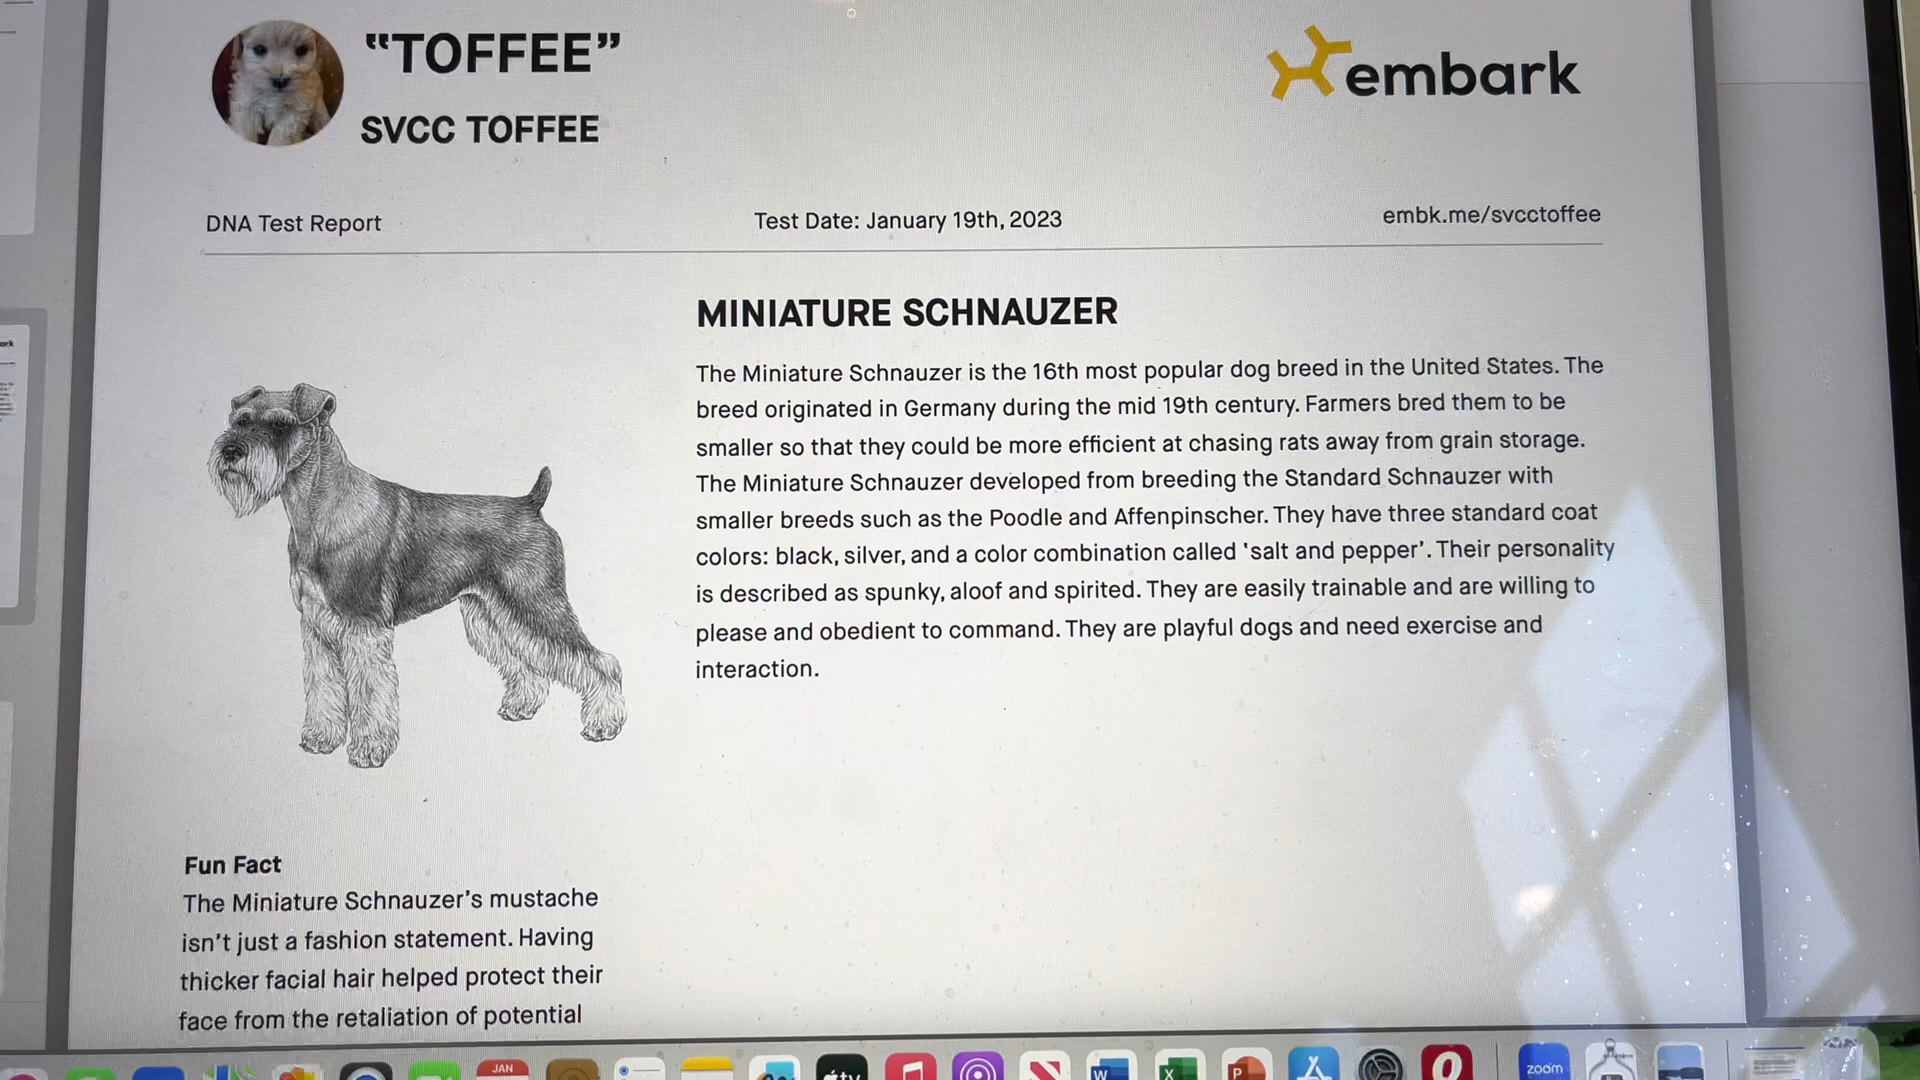 “TOFFEE”
SVCC TOFFEE
embark
DNA Test Report
Test Date: January 19th, 2023
embk.me/svcctoffee
MINIATURE SCHNAUZER
The Miniature Schnauzer is the 16th most popular dog breed in the United States. The
breed originated in Germany during the mid 19th century. Farmers bred them to be
smaller so that they could be more efficient at chasing rats away from grain storage.
The Miniature Schnauzer developed from breeding the Standard Schnauzer with
smaller breeds such as the Poodle and Affenpinscher. They have three standard coat
colors: black, silver, and a color combination called ‘salt and pepper’. Their personality
is described as spunky, aloof and spirited. They are easily trainable and are willing to
please and obedient to command. They are playful dogs and need exercise and
interaction.
Fun Fact
The Miniature Schnauzer’s mustache
isn’t just a fashion statement. Having
thicker facial hair helped protect their
face from the retaliation of potential
JAN
tv
W
X
P
zoom